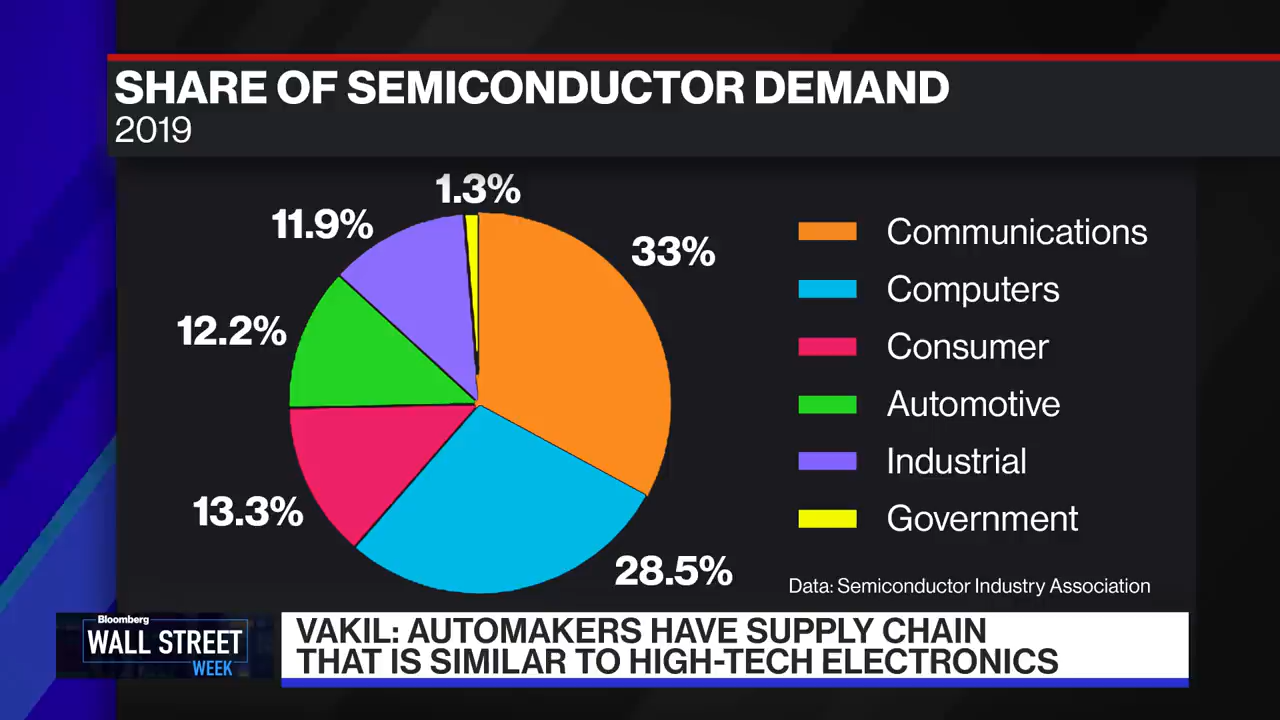 SHARE OF SEMICONDUCTOR DEMAND
2019
1.3%
11.9%
33%
12.2%
13.3%
28.5%
Communications
Computers
Consumer
Automotive
Industrial
Government
Data: Semiconductor Industry Association
Bloomberg
WALL STREET
WEEK
VAKIL: AUTOMAKERS HAVE SUPPLY CHAIN
THAT IS SIMILAR TO HIGH-TECH ELECTRONICS